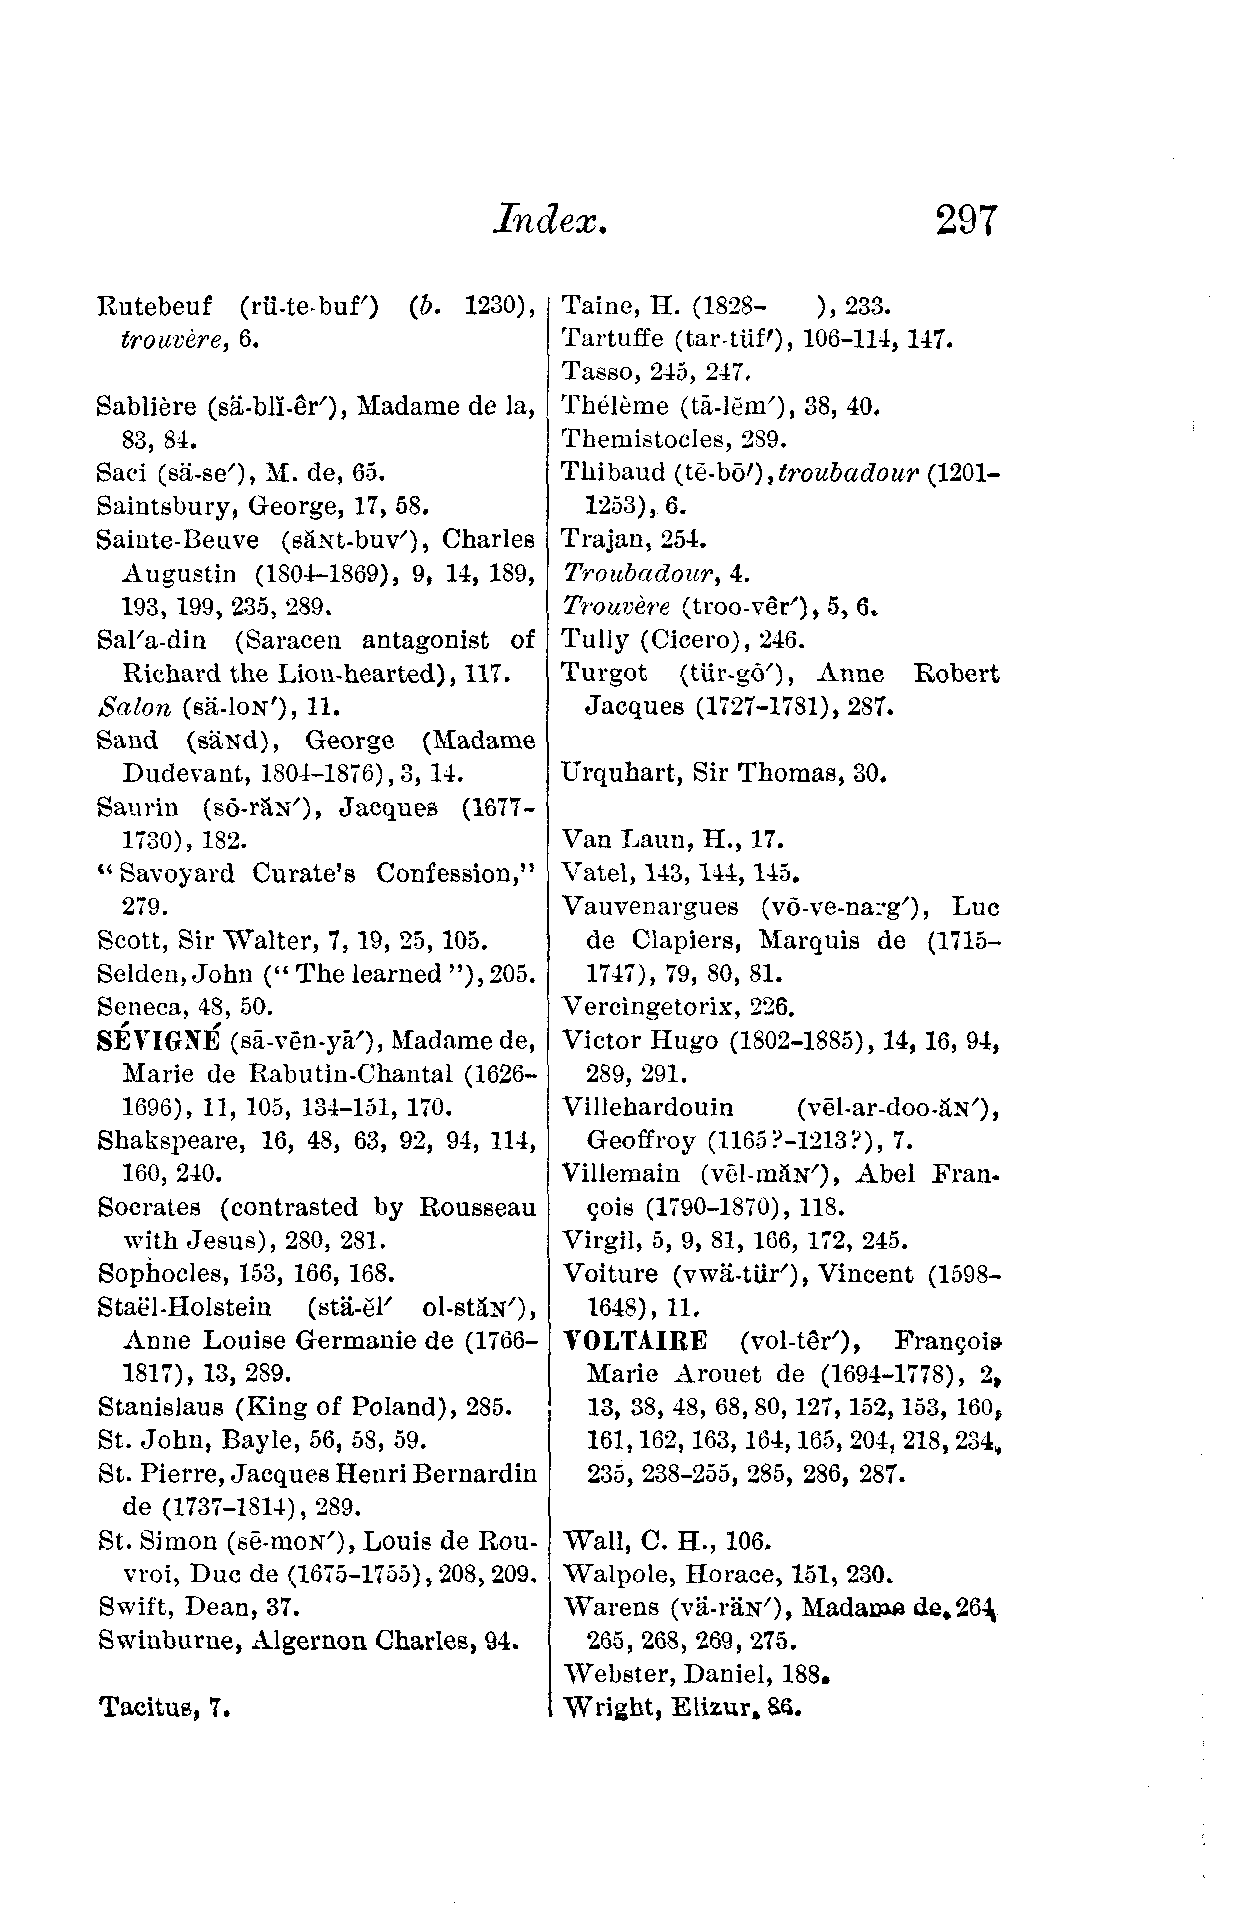 Index. 297
Rutebeuf (rü-te-buf′) (b. 1230),
trouvère, 6.
Sablière (sä-blĭ-êr′), Madame de la,
83, 84.
Saci (sä-se′), M. de, 65.
Saintsbury, George, 17, 58.
Sainte-Beuve (săɴt-buv′), Charles
Augustin (1804–1869), 9, 14, 189,
193, 199, 235, 289.
Sal′a-din (Saracen antagonist of
Richard the Lion-hearted), 117.
Salon (sä-loɴ′), 11.
Sand (säɴd), George (Madame
Dudevant, 1804–1876), 3, 14.
Saurin (sō-răɴ′), Jacques (1677–
1730), 182.
“Savoyard Curate's Confession,”
279.
Scott, Sir Walter, 7, 19, 25, 105.
Selden, John (“The learned”), 205.
Seneca, 48, 50.
SÉVIGNÉ (sā-vēn-yā′), Madame de,
Marie de Rabutin-Chantal (1626–
1696), 11, 105, 134–151, 170.
Shakspeare, 16, 48, 63, 92, 94, 114,
160, 240.
Socrates (contrasted by Rousseau
with Jesus), 280, 281.
Sophocles, 153, 166, 168.
Staël-Holstein (stä-ĕl′ ol-stăɴ′),
Anne Louise Germanie de (1766–
1817), 13, 289.
Stanislaus (King of Poland), 285.
St. John, Bayle, 56, 58, 59.
St. Pierre, Jacques Henri Bernardin
de (1737–1814), 289.
St. Simon (sē-moɴ′), Louis de Rou-
vroi, Duc de (1675–1755), 208, 209.
Swift, Dean, 37.
Swinburne, Algernon Charles, 94.
Tacitus, 7.
Taine, H. (1828–    ), 233.
Tartuffe (tar-tüf′), 106–114, 147.
Tasso, 245, 247.
Thélème (tā-lĕm′), 38, 40.
Themistocles, 289.
Thibaud (tē-bō′), troubadour (1201–
1253), 6.
Trajan, 254.
Troubadour, 4.
Trouvère (troo-vêr′), 5, 6.
Tully (Cicero), 246.
Turgot (tür-gō′), Anne Robert
Jacques (1727–1781), 287.
Urquhart, Sir Thomas, 30.
Van Laun, H., 17.
Vatel, 143, 144, 145.
Vauvenargues (vō-ve-narg′), Luc
de Clapiers, Marquis de (1715–
1747), 79, 80, 81.
Vercingetorix, 226.
Victor Hugo (1802–1885), 14, 16, 94,
289, 291.
Villehardouin (vēl-ar-doo-ăɴ′),
Geoffroy (1165?–1213?), 7.
Villemain (vēl-măɴ′), Abel Fran-
çois (1790–1870), 118.
Virgil, 5, 9, 81, 166, 172, 245.
Voiture (vwä-tür′), Vincent (1598–
1648), 11.
VOLTAIRE (vol-têr′), François
Marie Arouet de (1694–1778), 2,
13, 38, 48, 68, 80, 127, 152, 153, 160,
161, 162, 163, 164, 165, 204, 218, 234,
235, 238–255, 285, 286, 287.
Wall, C. H., 106.
Walpole, Horace, 151, 230.
Warens (vä-räɴ′), Madame de, 264,
265, 268, 269, 275.
Webster, Daniel, 188.
Wright, Elizur, 86.